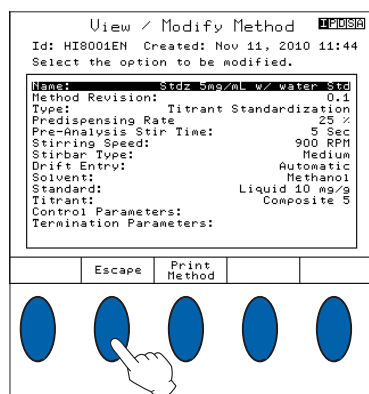 View / Modify Method IPDSA
Id: HI8001EN Created: Nov 11, 2010 11:44
Select the option to be modified.
Name: Stdz 5mg/mL w/ water Std
Method Revision: 0.1
Type: Titrant Standardization
Predispensing Rate 25 %
Pre-Analysis Stir Time: 5 Sec
Stirring Speed: 900 RPM
Stirbar Type: Medium
Drift Entry: Automatic
Solvent: Methanol
Standard: Liquid 10 mg/g
Titrant: Composite 5
Control Parameters:
Termination Parameters:
Escape
Print
Method